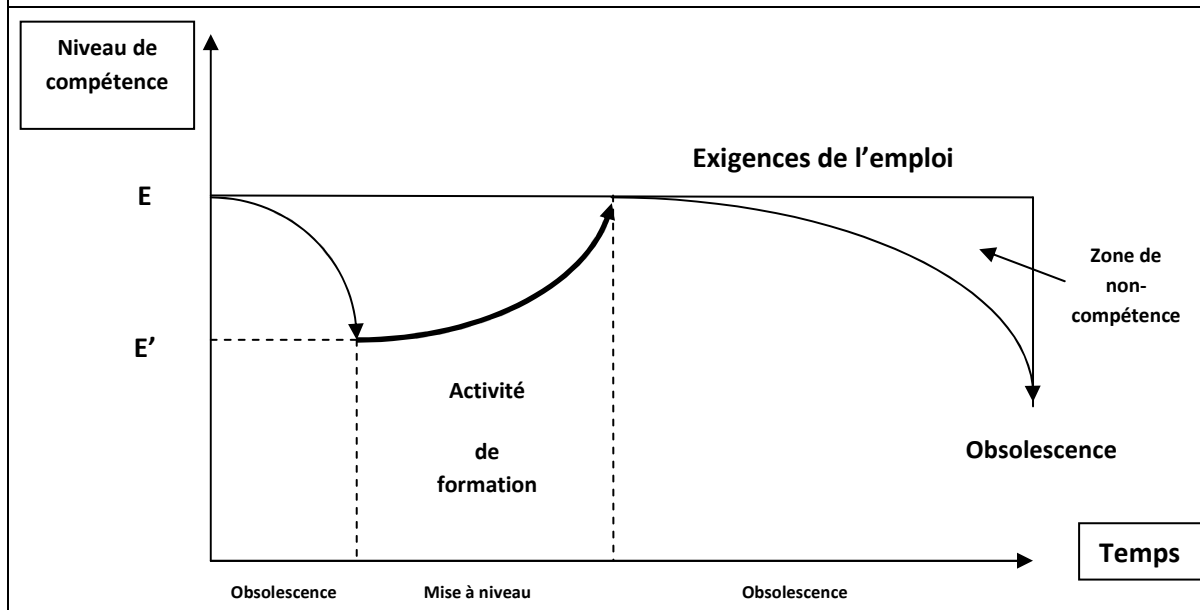 Niveau de
compétence
Exigences de l’emploi
E
Zone de
non-
compétence
E’
Activité
de
formation
Obsolescence
Temps
Obsolescence
Mise à niveau
Obsolescence